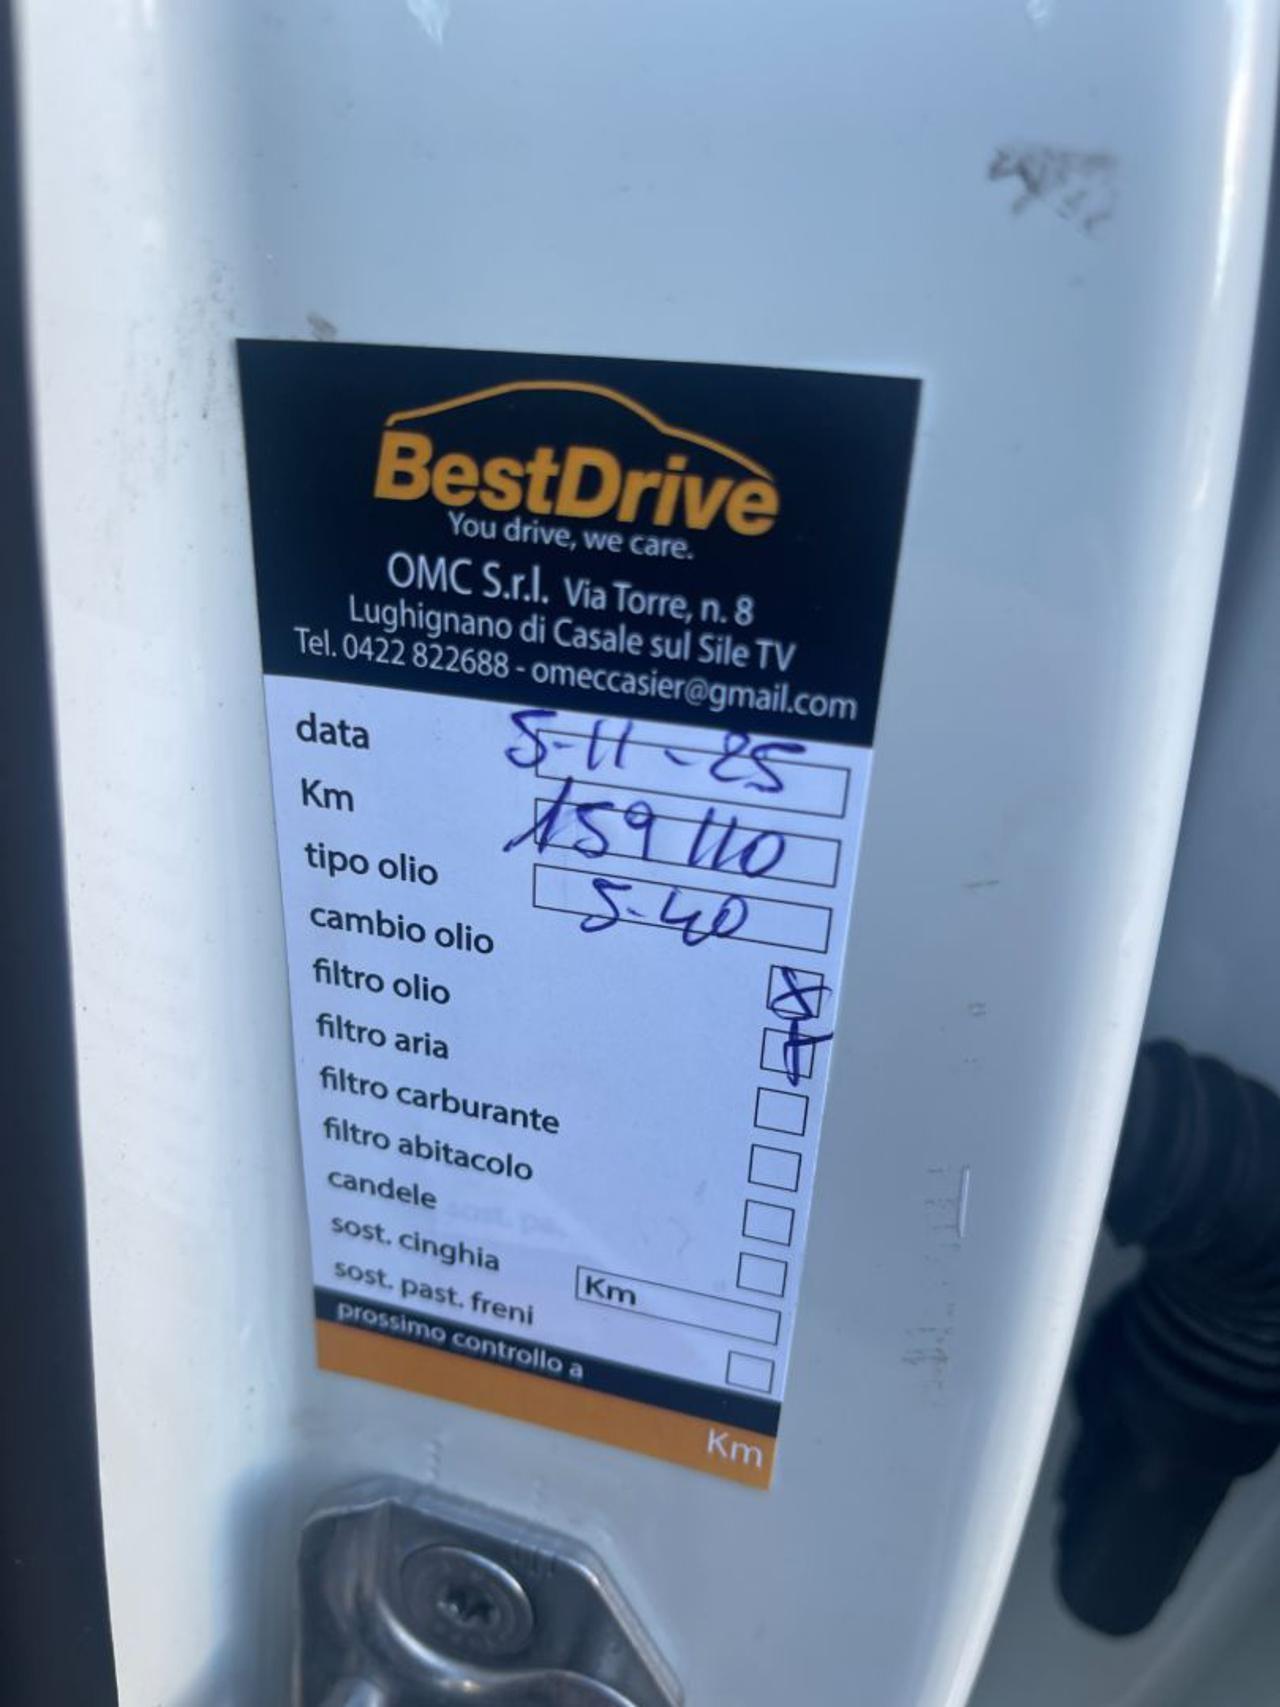 BestDrive
You drive, we care.
OMC S.r.l. Via Torre, n. 8
Lughignano di Casale sul Sile TV
Tel. 0422 822688 - omeccasier@gmail.com
data 5-11-25
Km 159110
tipo olio 5-40
cambio olio X
filtro olio X
filtro aria
filtro carburante
filtro abitacolo
candele
sost. cinghia Km
sost. past. freni
prossimo controllo a
Km